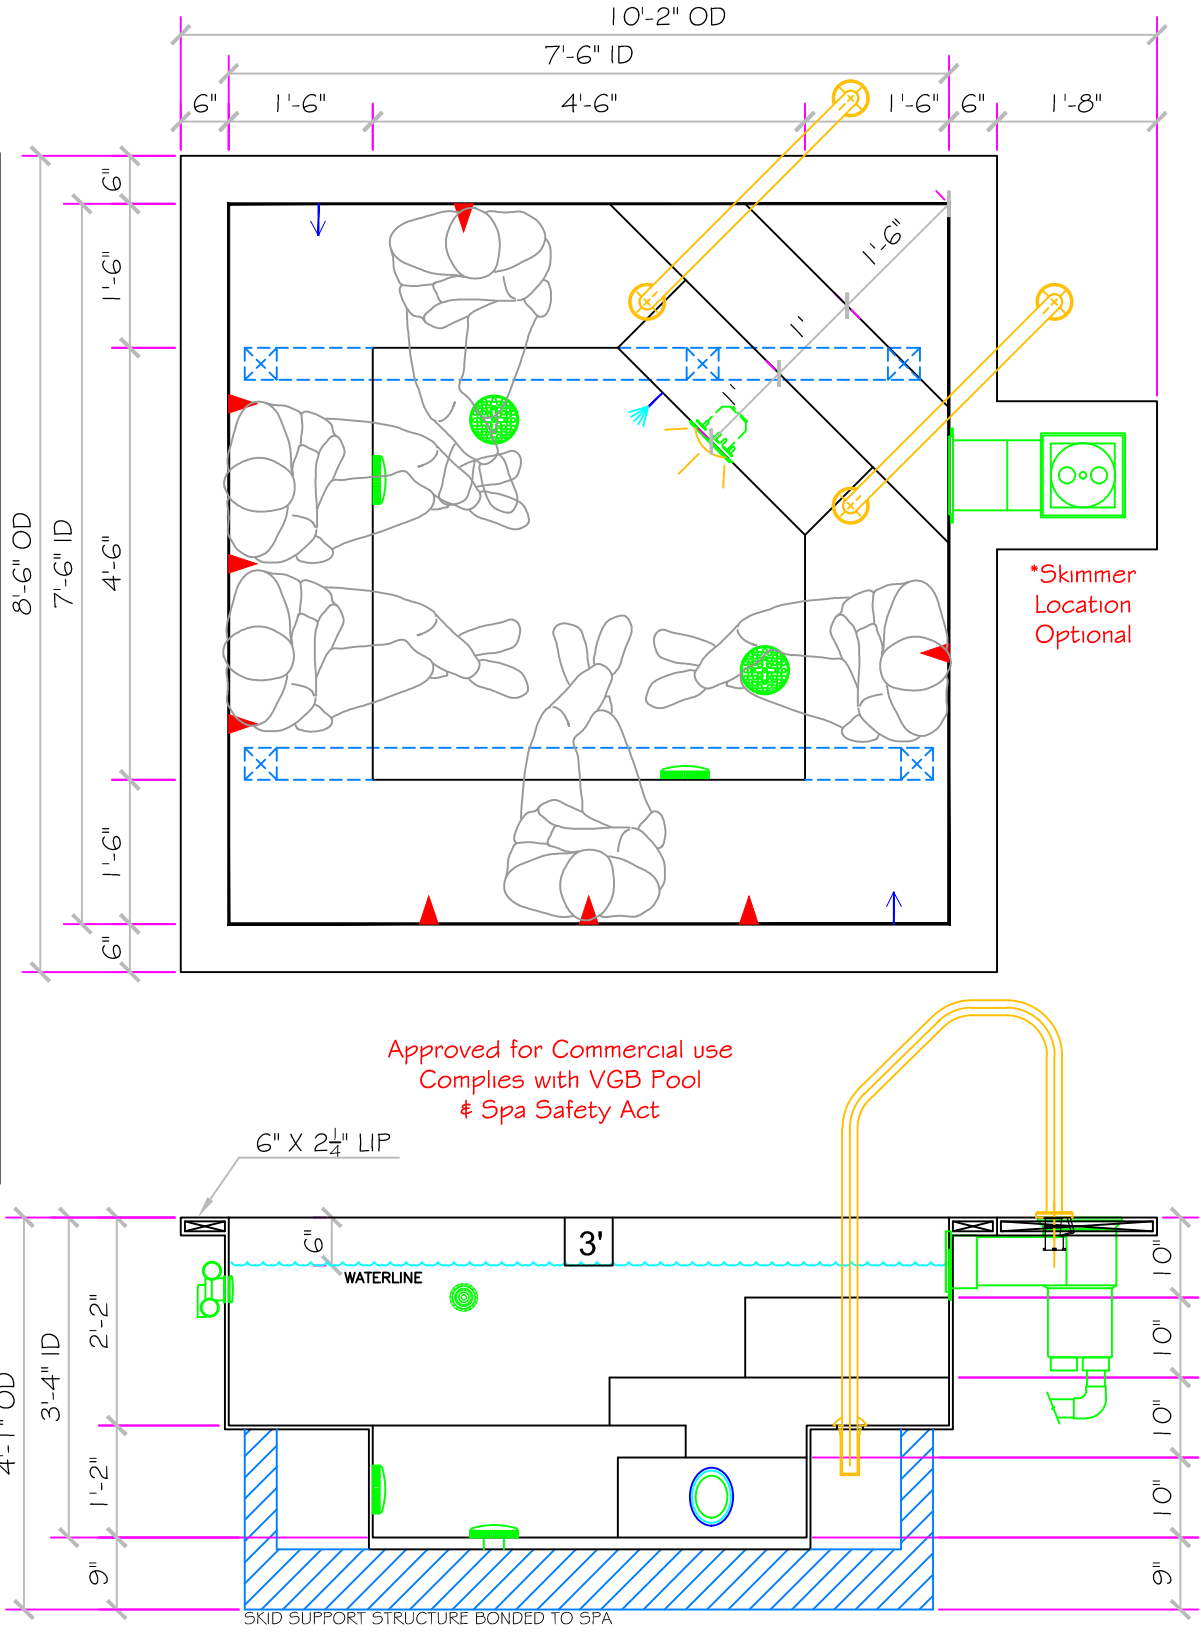 10'-2" OD
7'-6" ID
6" 1'-6" 4'-6" 1'-6" 6" 1'-8"
6"
1'-6"
4'-6"
1'-6"
6"
8'-6" OD
7'-6" ID
1'-6"
1'
1'
*Skimmer
Location
Optional
Approved for Commercial use
Complies with VGB Pool
& Spa Safety Act
6" X 2¼" LIP
6"
3'
WATERLINE
2'-2"
1'-2"
9"
3'-4" ID
4'-1" OD
10"
10"
10"
10"
9"
SKID SUPPORT STRUCTURE BONDED TO SPA